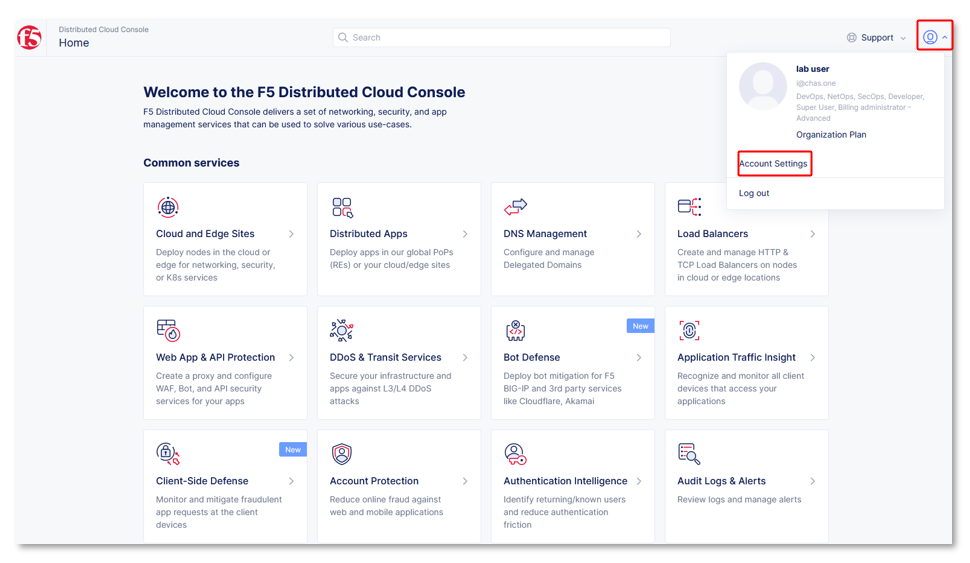 f5
Distributed Cloud Console
Home
Search
Support
lab user
i@chas.one
DevOps, NetOps, SecOps, Developer,
Super User, Billing administrator -
Advanced
Organization Plan
Account Settings
Log out
Welcome to the F5 Distributed Cloud Console
F5 Distributed Cloud Console delivers a set of networking, security, and app
management services that can be used to solve various use-cases.
Common services
Cloud and Edge Sites
Deploy nodes in the cloud or
edge for networking, security,
or K8s services
Distributed Apps
Deploy apps in our global PoPs
(REs) or your cloud/edge sites
DNS Management
Configure and manage
Delegated Domains
Load Balancers
Create and manage HTTP &
TCP Load Balancers on nodes
in cloud or edge locations
Web App & API Protection
Create a proxy and configure
WAF, Bot, and API security
services for your apps
DDoS & Transit Services
Secure your infrastructure and
apps against L3/L4 DDoS
attacks
New
Bot Defense
Deploy bot mitigation for F5
BIG-IP and 3rd party services
like Cloudflare, Akamai
Application Traffic Insight
Recognize and monitor all client
devices that access your
applications
New
Client-Side Defense
Monitor and mitigate fraudulent
app requests at the client
devices
Account Protection
Reduce online fraud against
web and mobile applications
Authentication Intelligence
Identify returning/known users
and reduce authentication
friction
Audit Logs & Alerts
Review logs and manage alerts